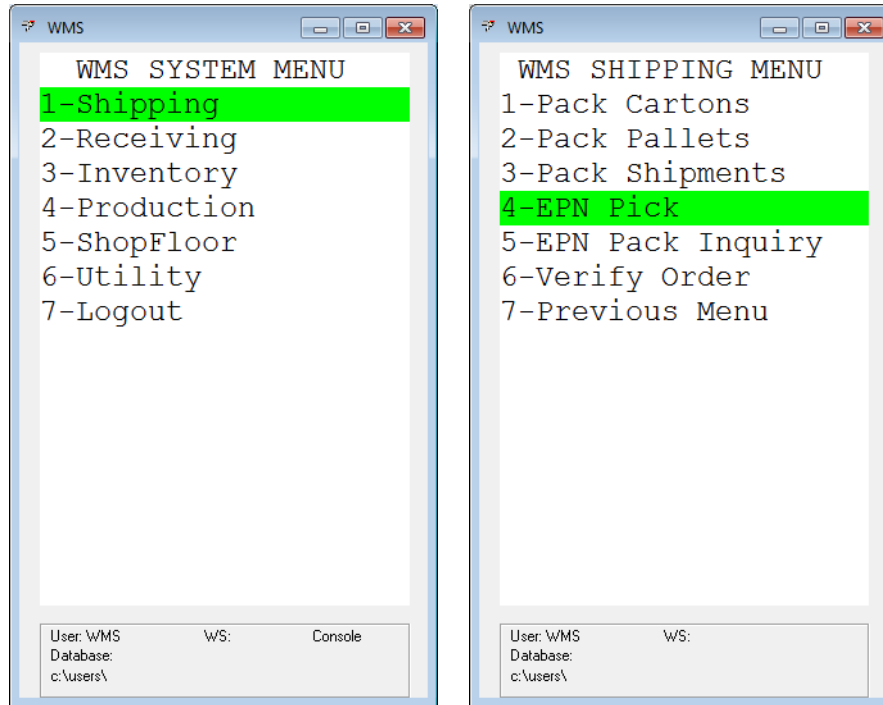 WMS
WMS SYSTEM MENU
1-Shipping
2-Receiving
3-Inventory
4-Production
5-ShopFloor
6-Utility
7-Logout
User: WMS WS: Console
Database:
c:\users\
WMS
WMS SHIPPING MENU
1-Pack Cartons
2-Pack Pallets
3-Pack Shipments
4-EPN Pick
5-EPN Pack Inquiry
6-Verify Order
7-Previous Menu
User: WMS WS:
Database:
c:\users\